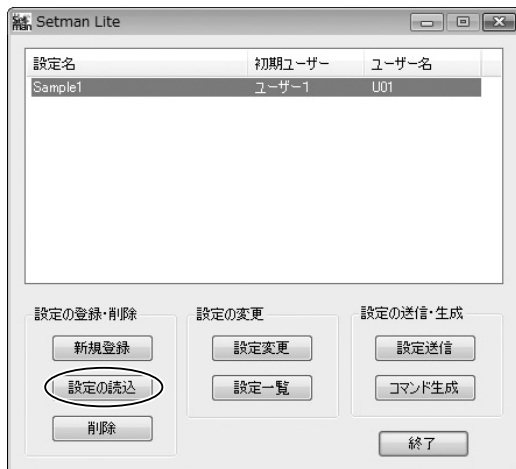 Set man Setman Lite
設定名 初期ユーザー ユーザー名
Sample1 ユーザー1 U01
設定の登録・削除 設定の変更 設定の送信・生成
新規登録 設定変更 設定送信
設定の読込 設定一覧 コマンド生成
削除
終了